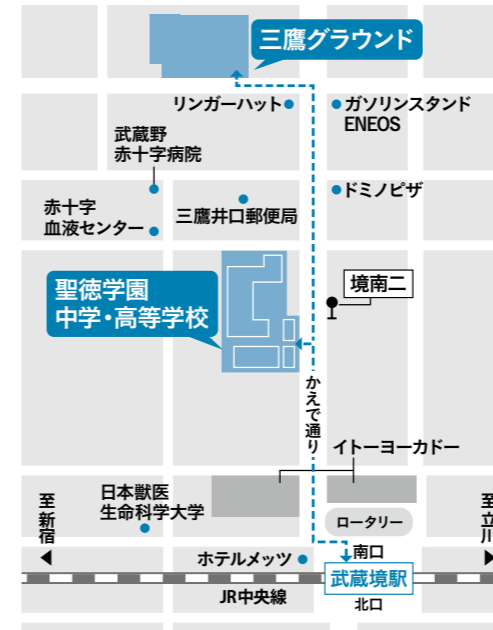 三鷹グラウンド
リンガーハット
ガソリンスタンド
ENEOS
武蔵野
赤十字病院
ドミノピザ
赤十字
血液センター
三鷹井口郵便局
聖徳学園
中学・高等学校
境南二
かえで通り
イトーヨーカドー
至新宿
日本獣医
生命科学大学
至立川
ロータリー
ホテルメッツ
南口
武蔵境駅
JR中央線
北口